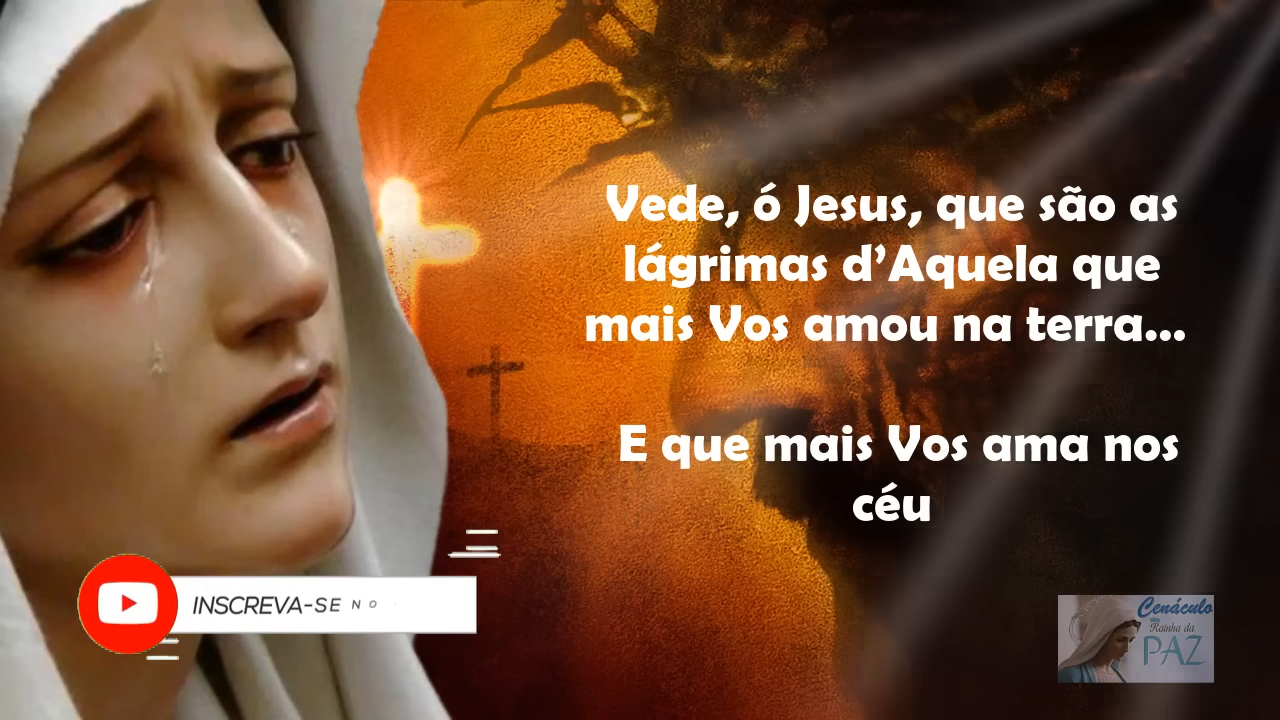 Vede, ó Jesus, que são as
lágrimas d’Aquela que
mais Vos amou na terra...
E que mais Vos ama nos
céu
INSCREVA-SE NO
Cenáculo
Rainha da
PAZ